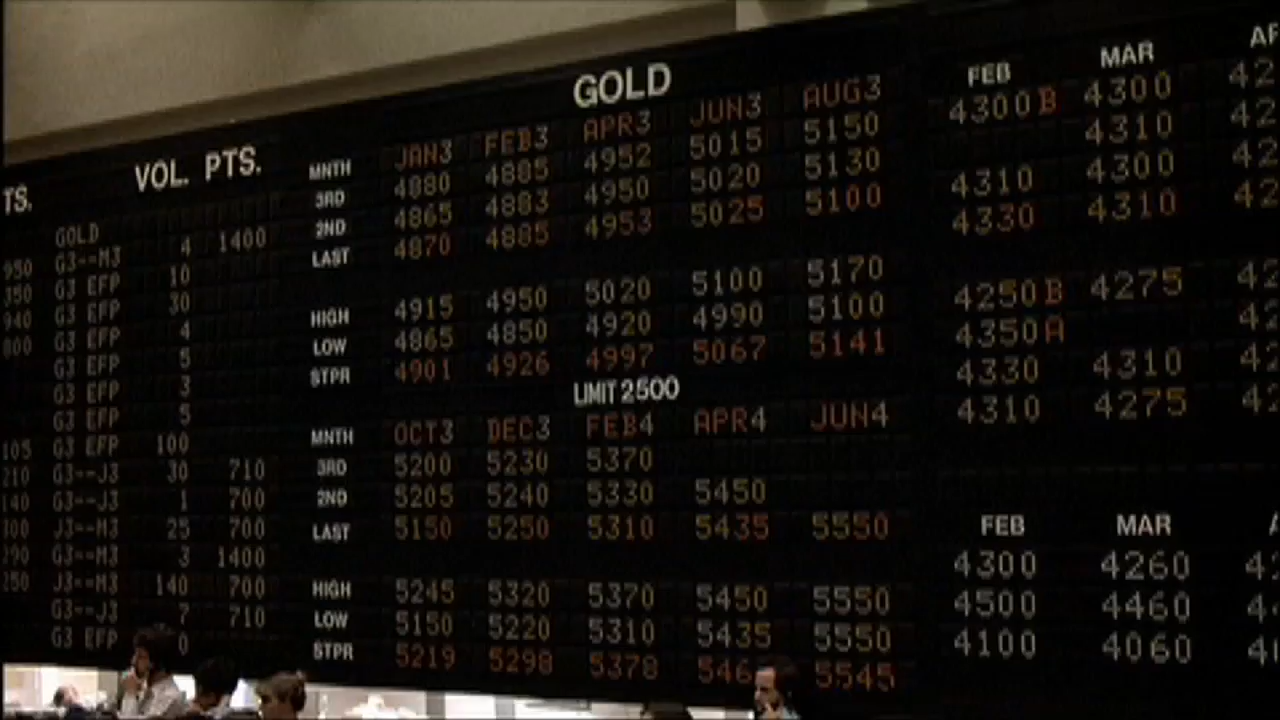 GOLD
JAN3 FEB3 APR3 JUN3 AUG3
MNTH 4880 4885 4952 5015 5150
3RD 4865 4883 4950 5020 5130
2ND 4870 4885 4953 5025 5100
LAST
HIGH 4915 4950 5020 5100 5170
LOW 4865 4850 4920 4990 5100
STPR 4901 4926 4997 5067 5141
LIMIT 2500
MNTH OCT3 DEC3 FEB4 APR4 JUN4
3RD 5200 5230 5370
2ND 5205 5240 5330 5450
LAST 5150 5250 5310 5435 5550
HIGH 5245 5320 5370 5450 5550
LOW 5150 5220 5310 5435 5550
STPR 5219 5298 5378 5545
TS. VOL. PTS.
GOLD
G3--M3 4 1400
950 G3 EFP 10
350 G3 EFP 30
940 G3 EFP 4
800 G3 EFP 5
G3 EFP 3
G3 EFP 5
105 G3 EFP 100
210 G3--J3 30 710
140 G3--J3 1 700
300 J3--M3 25 700
290 G3--M3 3 1400
250 J3--M3 140 700
G3--J3 7 710
G3 EFP 0
FEB MAR
4300B 4300
4310
4310 4300
4330 4310
4250B 4275
4350A
4330 4310
4310 4275
FEB MAR
4300 4260
4500 4460
4100 4060